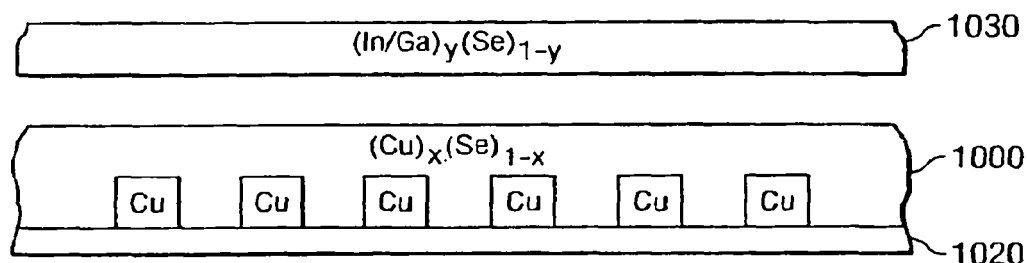 (In/Ga)y(Se)1-y
1030
(Cu)x.(Se)1-x
1000
Cu Cu Cu Cu Cu Cu
1020